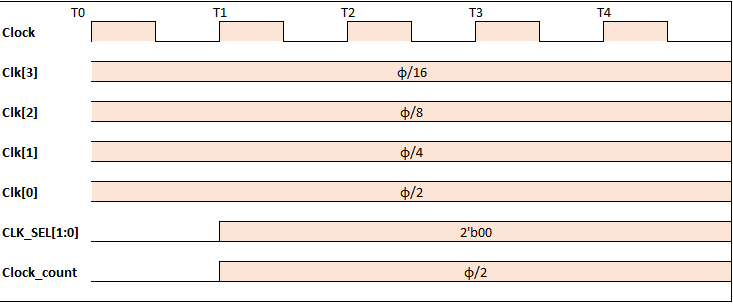 T0 T1 T2 T3 T4
Clock
Clk[3] ф/16
Clk[2] ф/8
Clk[1] ф/4
Clk[0] ф/2
CLK_SEL[1:0] 2'b00
Clock_count ф/2